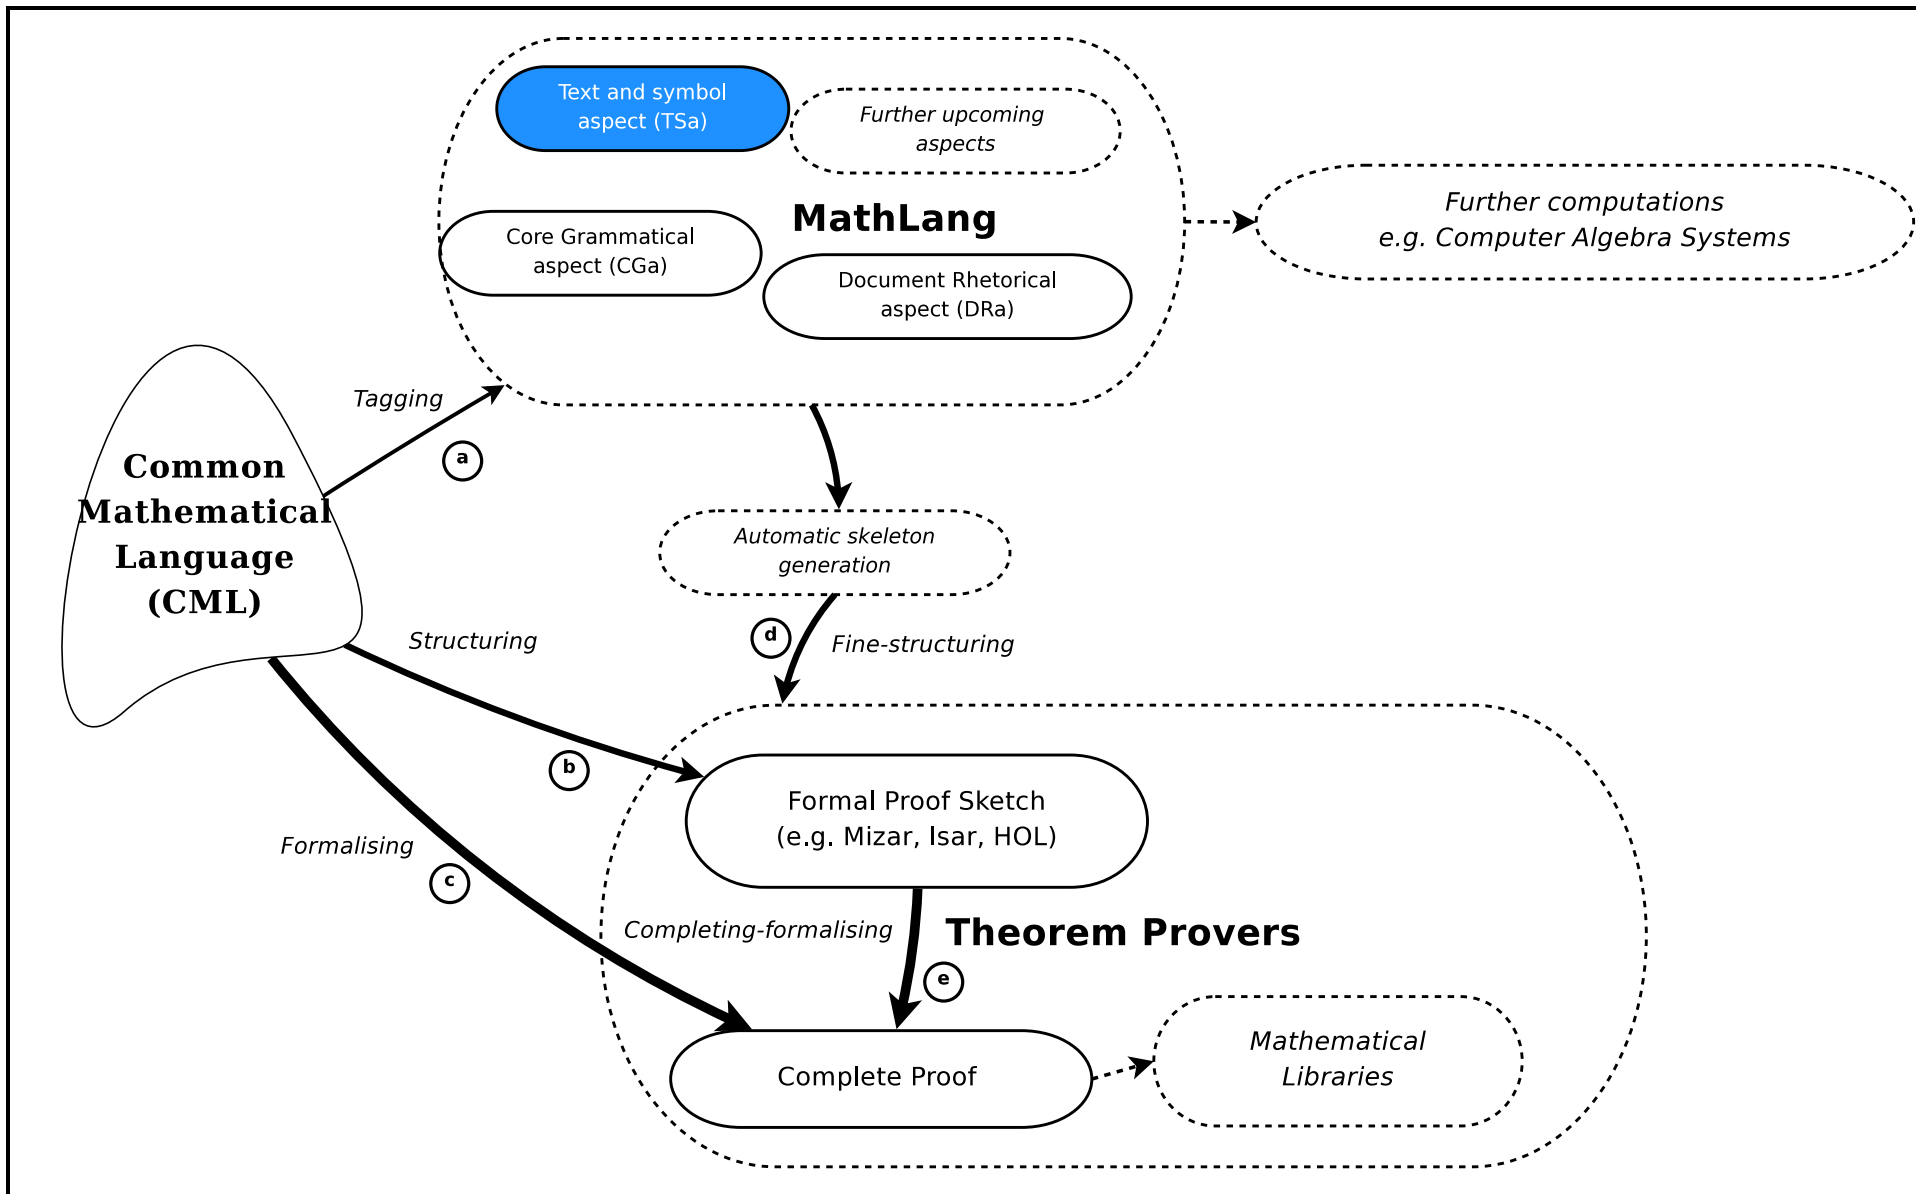 Text and symbol
aspect (TSa)
Further upcoming
aspects
MathLang
Core Grammatical
aspect (CGa)
Document Rhetorical
aspect (DRa)
Further computations
e.g. Computer Algebra Systems
Tagging
a
Common
Mathematical
Language
(CML)
Automatic skeleton
generation
Structuring
d
Fine-structuring
b
Formal Proof Sketch
(e.g. Mizar, Isar, HOL)
Formalising
c
Completing-formalising
Theorem Provers
e
Complete Proof
Mathematical
Libraries